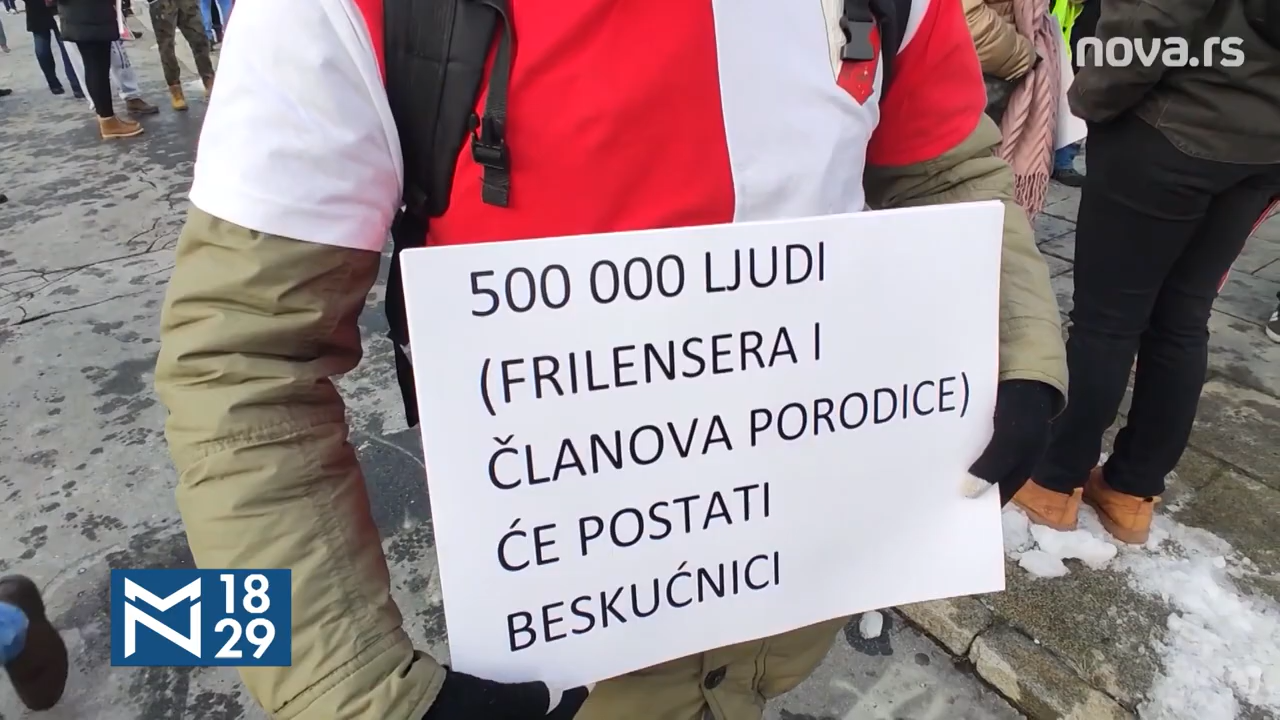 nova.rs
500 000 LJUDI
(FRILENSERA I
ČLANOVA PORODICE)
ĆE POSTATI
BESKUĆNICI
18
29